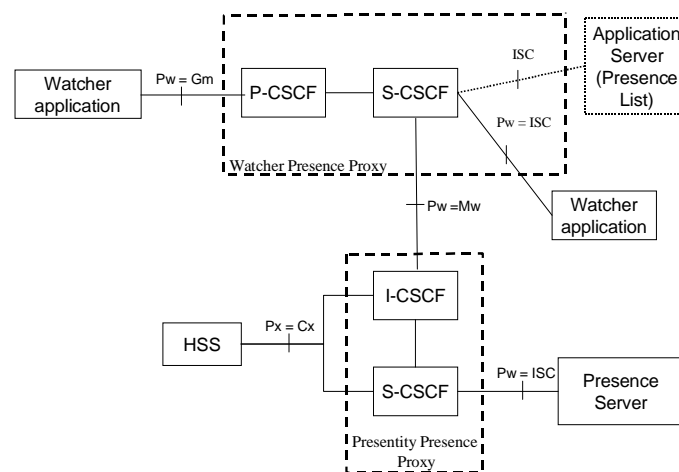 Application
Server
(Presence
List)
ISC
Watcher
application
Pw = Gm
P-CSCF
S-CSCF
Pw = ISC
Watcher Presence Proxy
Watcher
application
Pw =Mw
I-CSCF
HSS
Px = Cx
S-CSCF
Pw = ISC
Presence
Server
Presentity Presence
Proxy